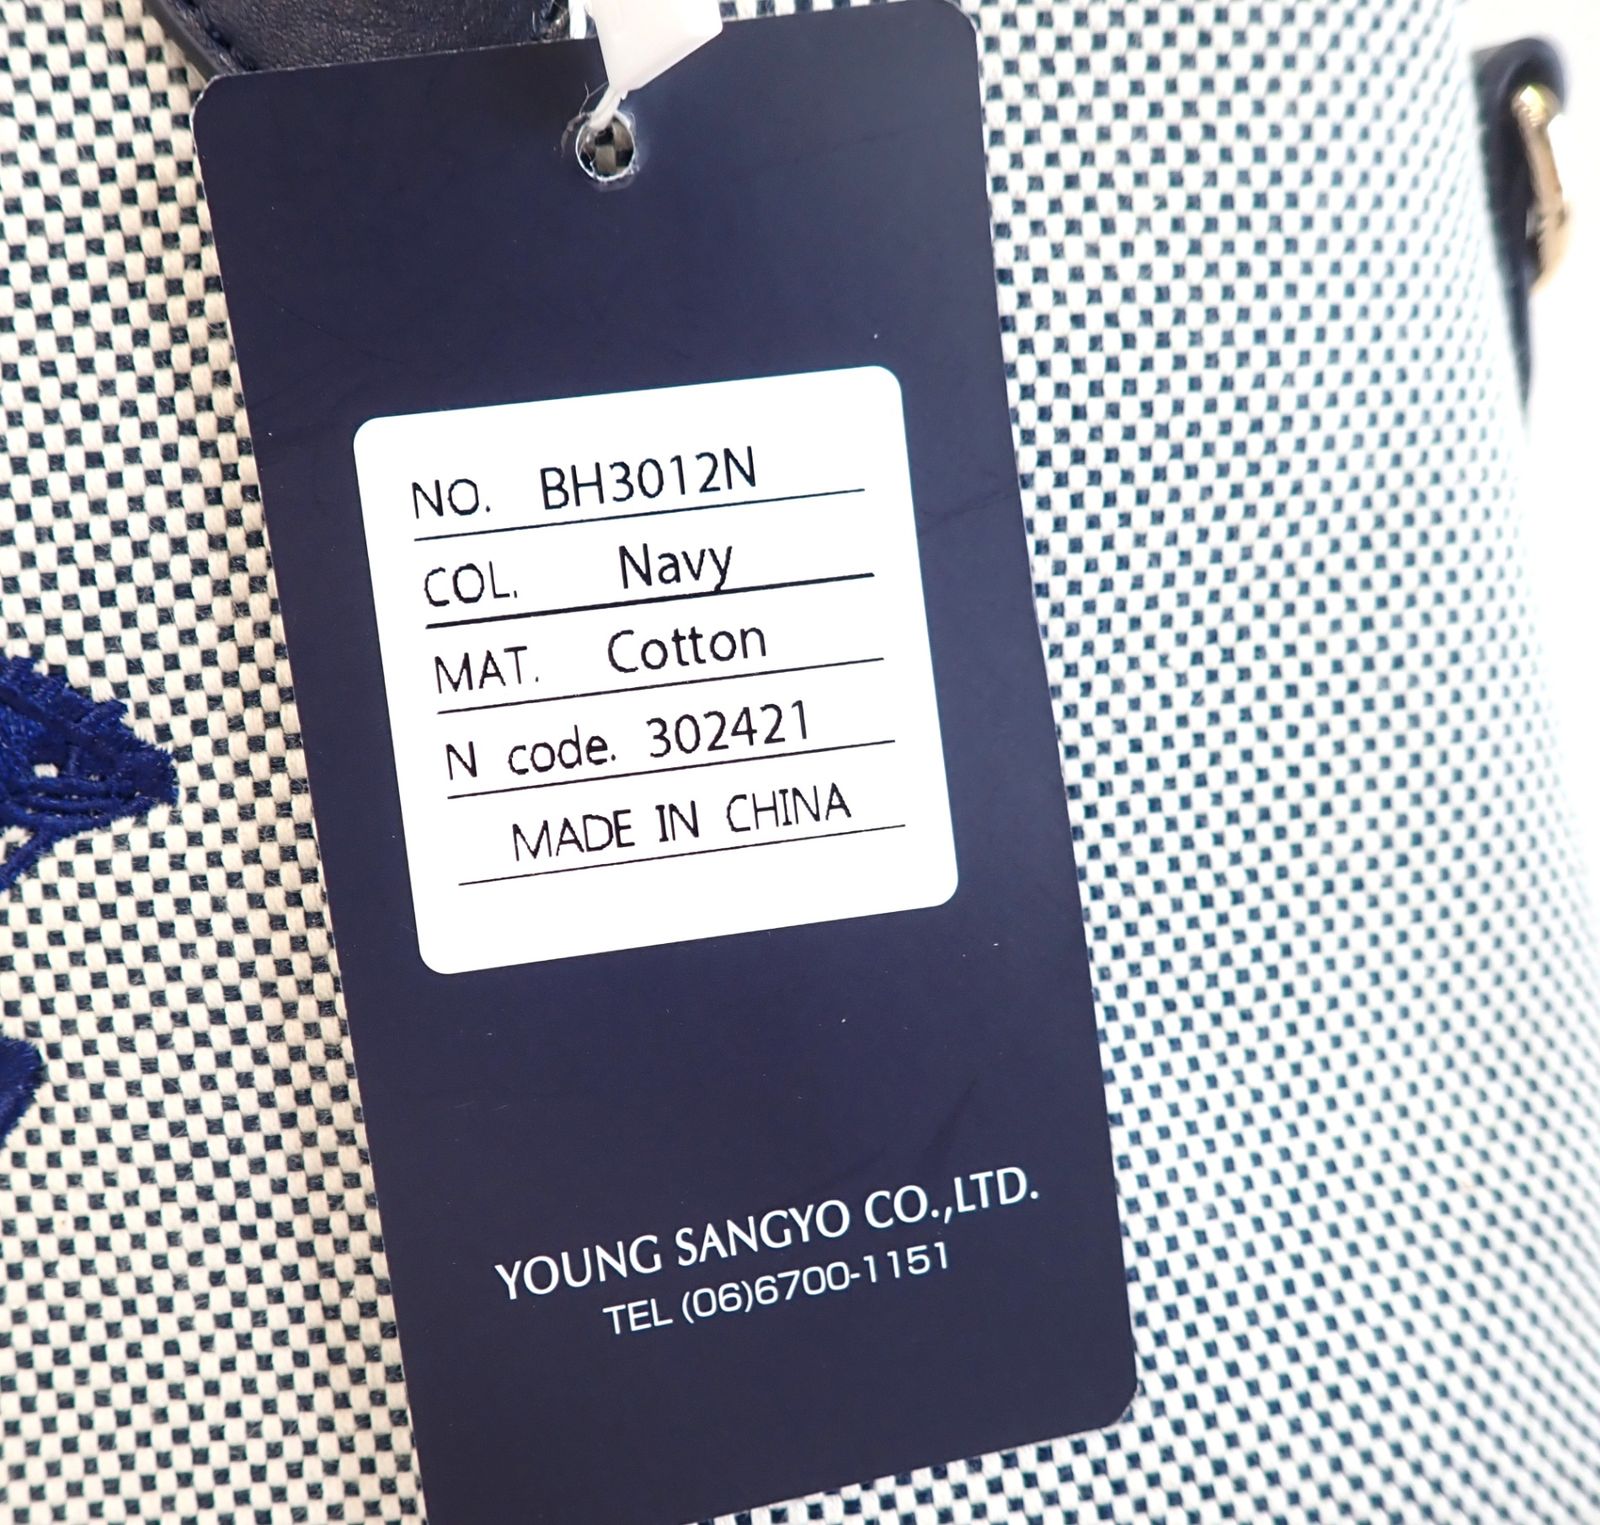 NO. BH3012N
COL. Navy
MAT. Cotton
N code. 302421
MADE IN CHINA
YOUNG SANGYO CO.,LTD.
TEL (06)6700-1151